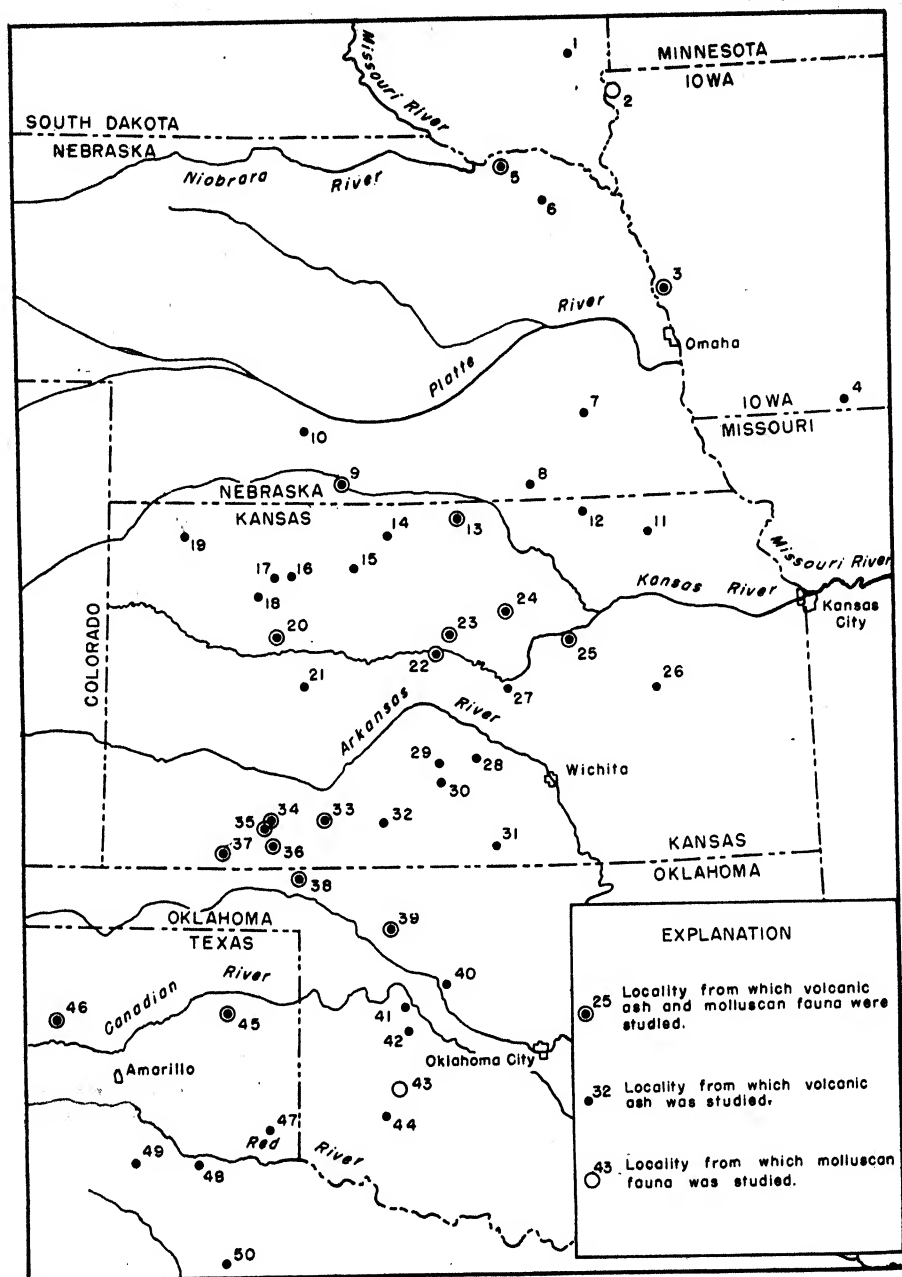 1
MINNESOTA
IOWA
2
Missouri River
SOUTH DAKOTA
NEBRASKA
Niobrara River
5
6
3
Platte River
Omaha
4
IOWA
MISSOURI
7
10
9
8
NEBRASKA
KANSAS
13
12
11
14
19
15
17
16
18
Missouri River
Kansas River
Kansas City
24
20
23
22
25
COLORADO
21
27
26
Arkansas River
29
28
30
Wichita
34
33
32
35
31
37
36
KANSAS
OKLAHOMA
38
OKLAHOMA
TEXAS
39
40
Canadian River
46
45
41
42
Oklahoma City
Amarillo
43
44
47
Red River
49
48
50
EXPLANATION
25 Locality from which volcanic
ash and molluscan fauna were
studied.
32 Locality from which volcanic
ash was studied.
43 Locality from which molluscan
fauna was studied.